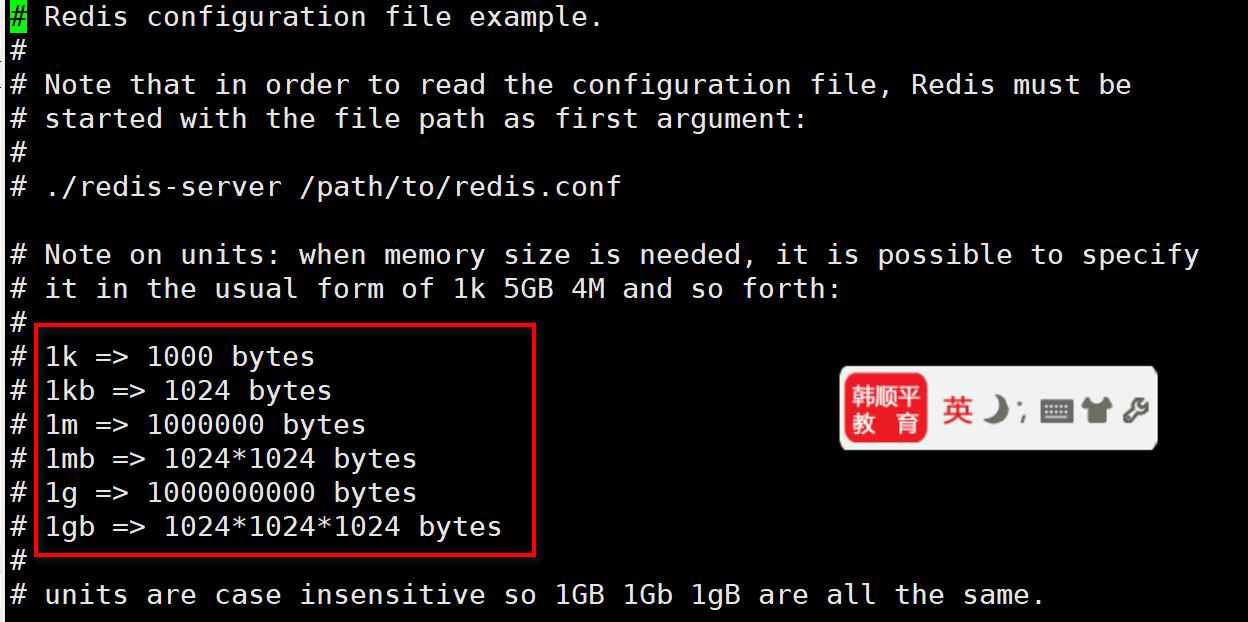 # Redis configuration file example.
#
# Note that in order to read the configuration file, Redis must be
# started with the file path as first argument:
#
# ./redis-server /path/to/redis.conf
# Note on units: when memory size is needed, it is possible to specify
# it in the usual form of 1k 5GB 4M and so forth:
#
# 1k => 1000 bytes
# 1kb => 1024 bytes
# 1m => 1000000 bytes
# 1mb => 1024*1024 bytes
# 1g => 1000000000 bytes
# 1gb => 1024*1024*1024 bytes
#
# units are case insensitive so 1GB 1Gb 1gB are all the same.
韩顺平
教 育
英 ;